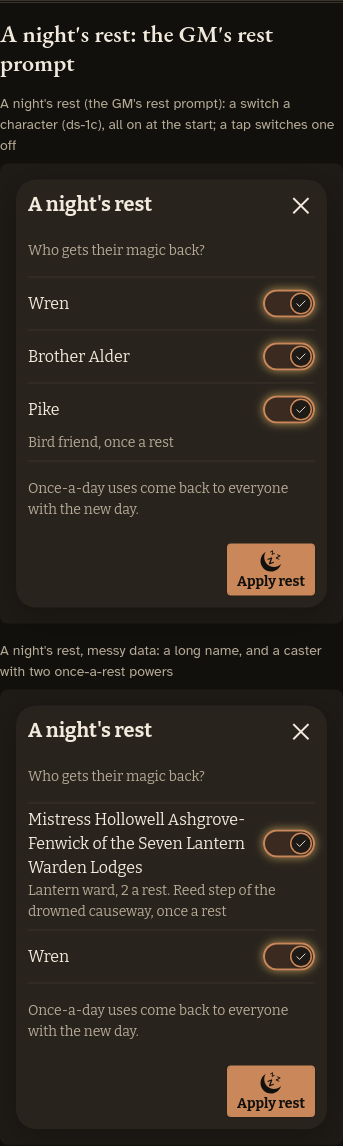 A night's rest: the GM's rest
prompt
A night's rest (the GM's rest prompt): a switch a
character (ds-1c), all on at the start; a tap switches one
off
A night's rest
Who gets their magic back?
Wren
Brother Alder
Pike
Bird friend, once a rest
Once-a-day uses come back to everyone
with the new day.
Apply rest
A night's rest, messy data: a long name, and a caster
with two once-a-rest powers
A night's rest
Who gets their magic back?
Mistress Hollowell Ashgrove-
Fenwick of the Seven Lantern
Warden Lodges
Lantern ward, 2 a rest. Reed step of the
drowned causeway, once a rest
Wren
Once-a-day uses come back to everyone
with the new day.
Apply rest